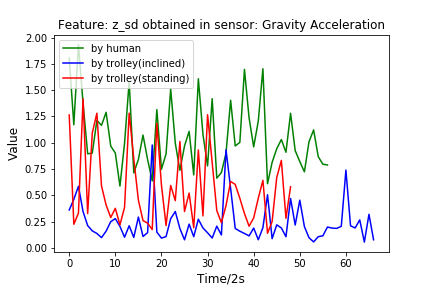 Feature: z_sd obtained in sensor: Gravity Acceleration
2.00
1.75
1.50
1.25
1.00
0.75
0.50
0.25
0.00
Value
by human
by trolley(inclined)
by trolley(standing)
0 10 20 30 40 50 60
Time/2s